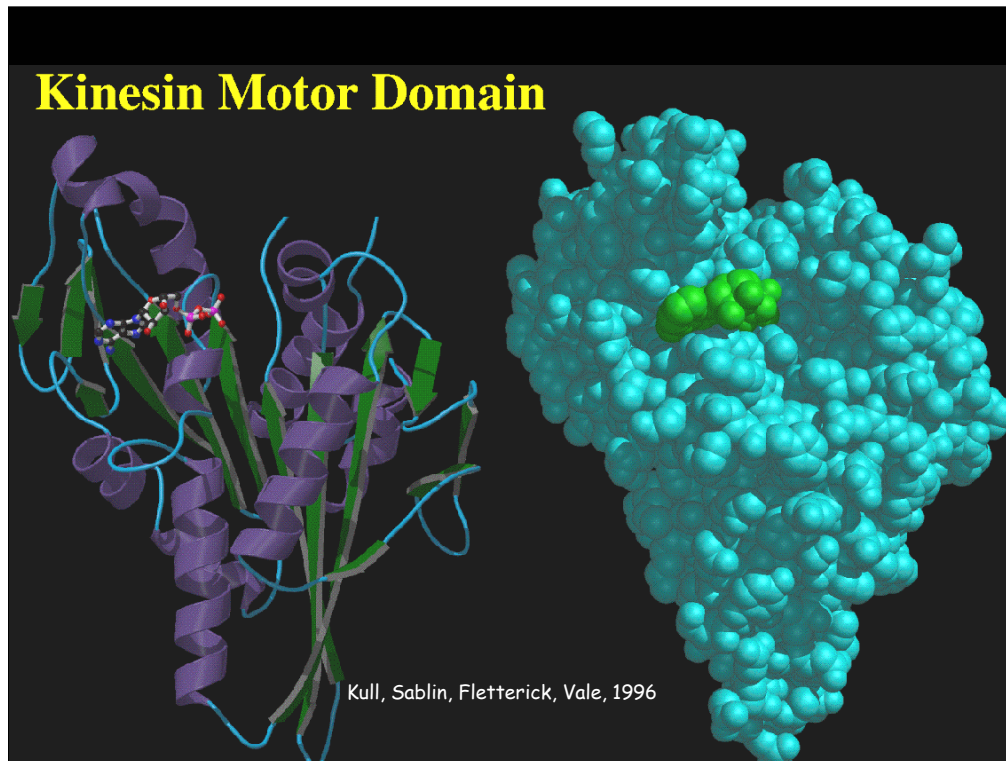 Kinesin Motor Domain
Kull, Sablin, Fletterick, Vale, 1996